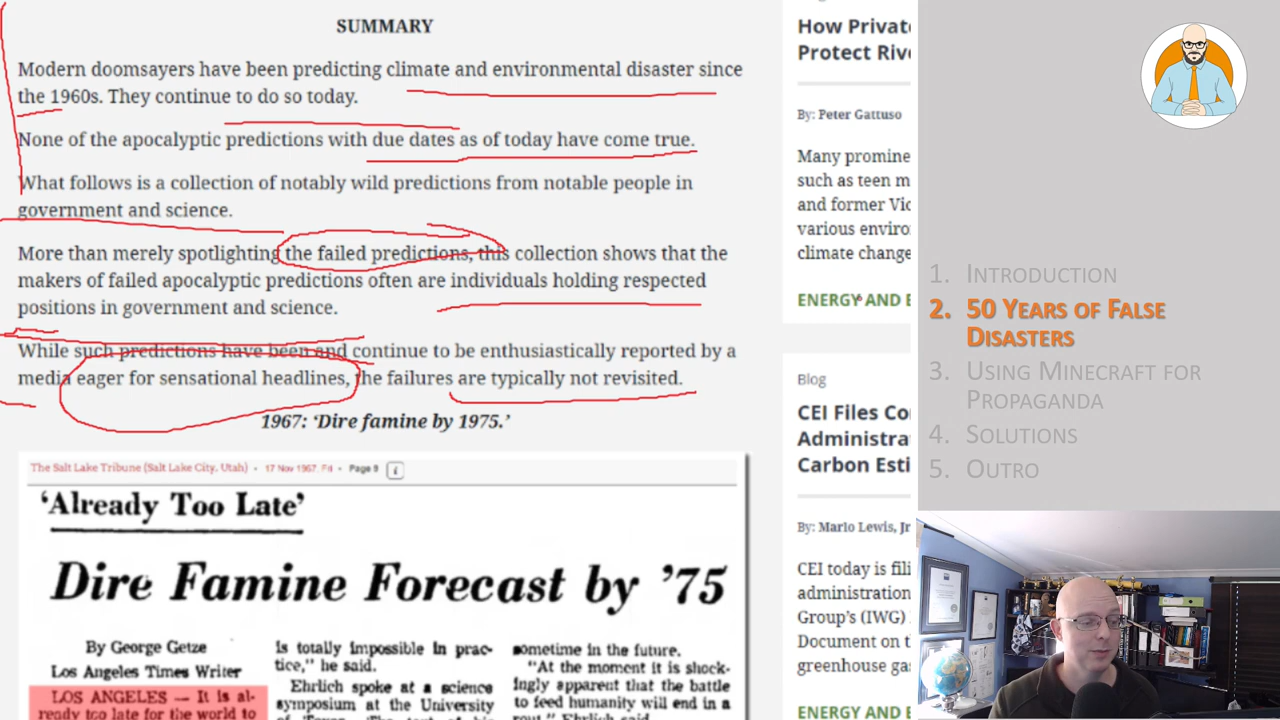 SUMMARY
Modern doomsayers have been predicting climate and environmental disaster since
the 1960s. They continue to do so today.
None of the apocalyptic predictions with due dates as of today have come true.
What follows is a collection of notably wild predictions from notable people in
government and science.
More than merely spotlighting the failed predictions, this collection shows that the
makers of failed apocalyptic predictions often are individuals holding respected
positions in government and science.
While such predictions have been and continue to be enthusiastically reported by a
media eager for sensational headlines, the failures are typically not revisited.
1967: ‘Dire famine by 1975.’
The Salt Lake Tribune (Salt Lake City, Utah) · 17 Nov 1967, Fri · Page 9
‘Already Too Late’
Dire Famine Forecast by ’75
By George Getze
Los Angeles Times Writer
LOS ANGELES — It is al-
ready too late for the world to
is totally impossible in prac-
tice,” he said.
Ehrlich spoke at a science
symposium at the University
sometime in the future.
“At the moment it is shock-
ingly apparent that the battle
to feed humanity will end in a
rout,” Ehrlich said.
How Private
Protect Rive
By: Peter Gattuso
Many promine
such as teen m
and former Vic
various enviro
climate change
ENERGY AND E
Blog
CEI Files Co
Administra
Carbon Esti
By: Mario Lewis, Jr
CEI today is fili
administration
Group’s (IWG)
Document on t
greenhouse gas
ENERGY AND E
1. INTRODUCTION
2. 50 YEARS OF FALSE
DISASTERS
3. USING MINECRAFT FOR
PROPAGANDA
4. SOLUTIONS
5. OUTRO